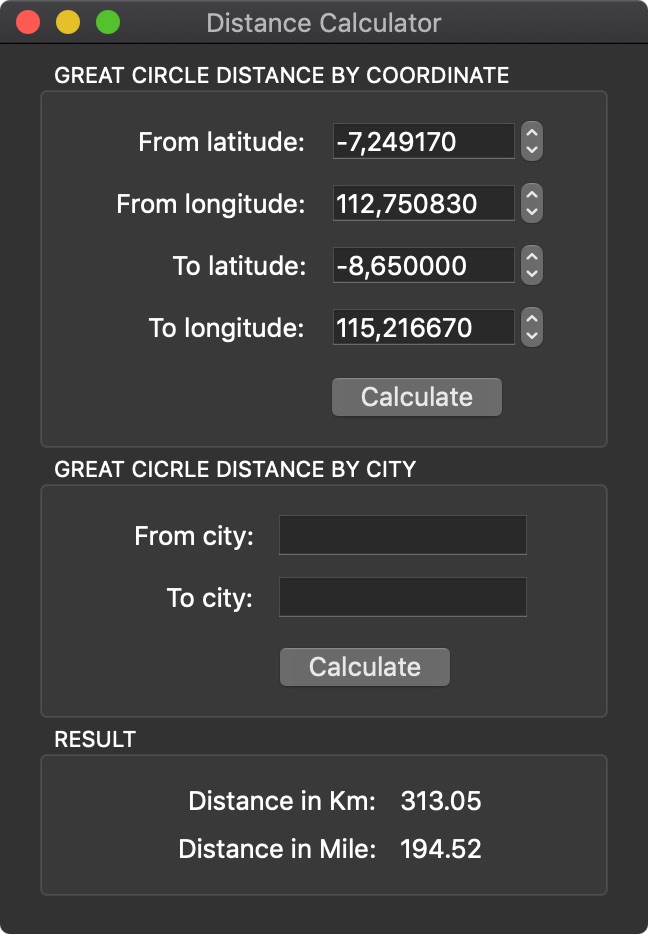 Distance Calculator
GREAT CIRCLE DISTANCE BY COORDINATE
From latitude: -7,249170
From longitude: 112,750830
To latitude: -8,650000
To longitude: 115,216670
Calculate
GREAT CICRLE DISTANCE BY CITY
From city:
To city:
Calculate
RESULT
Distance in Km: 313.05
Distance in Mile: 194.52